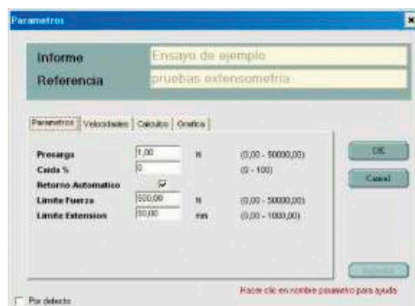 Parametros
Informe Ensayo de ejemplo
Referencia pruebas extensometria
Parametros Velocidades Calculos Grafica
Precarga 1,00 N (0,00 - 50000,00)
Caida % 0 (0 - 100)
Retorno Automatico
Limite Fuerza 500,00 N (0,00 - 50000,00)
Limite Extension 00,00 mm (0,00 - 1000,00)
OK
Cancel
Hacer clic en nombre parametro para ayuda
Por defecto